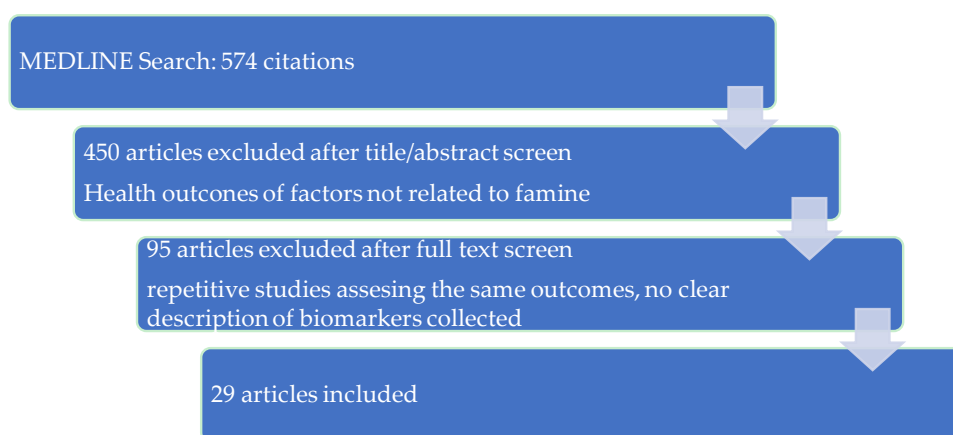 MEDLINE Search: 574 citations
450 articles excluded after title/abstract screen
Health outcomes of factors not related to famine
95 articles excluded after full text screen
repetitive studies assesing the same outcomes, no clear
description of biomarkers collected
29 articles included